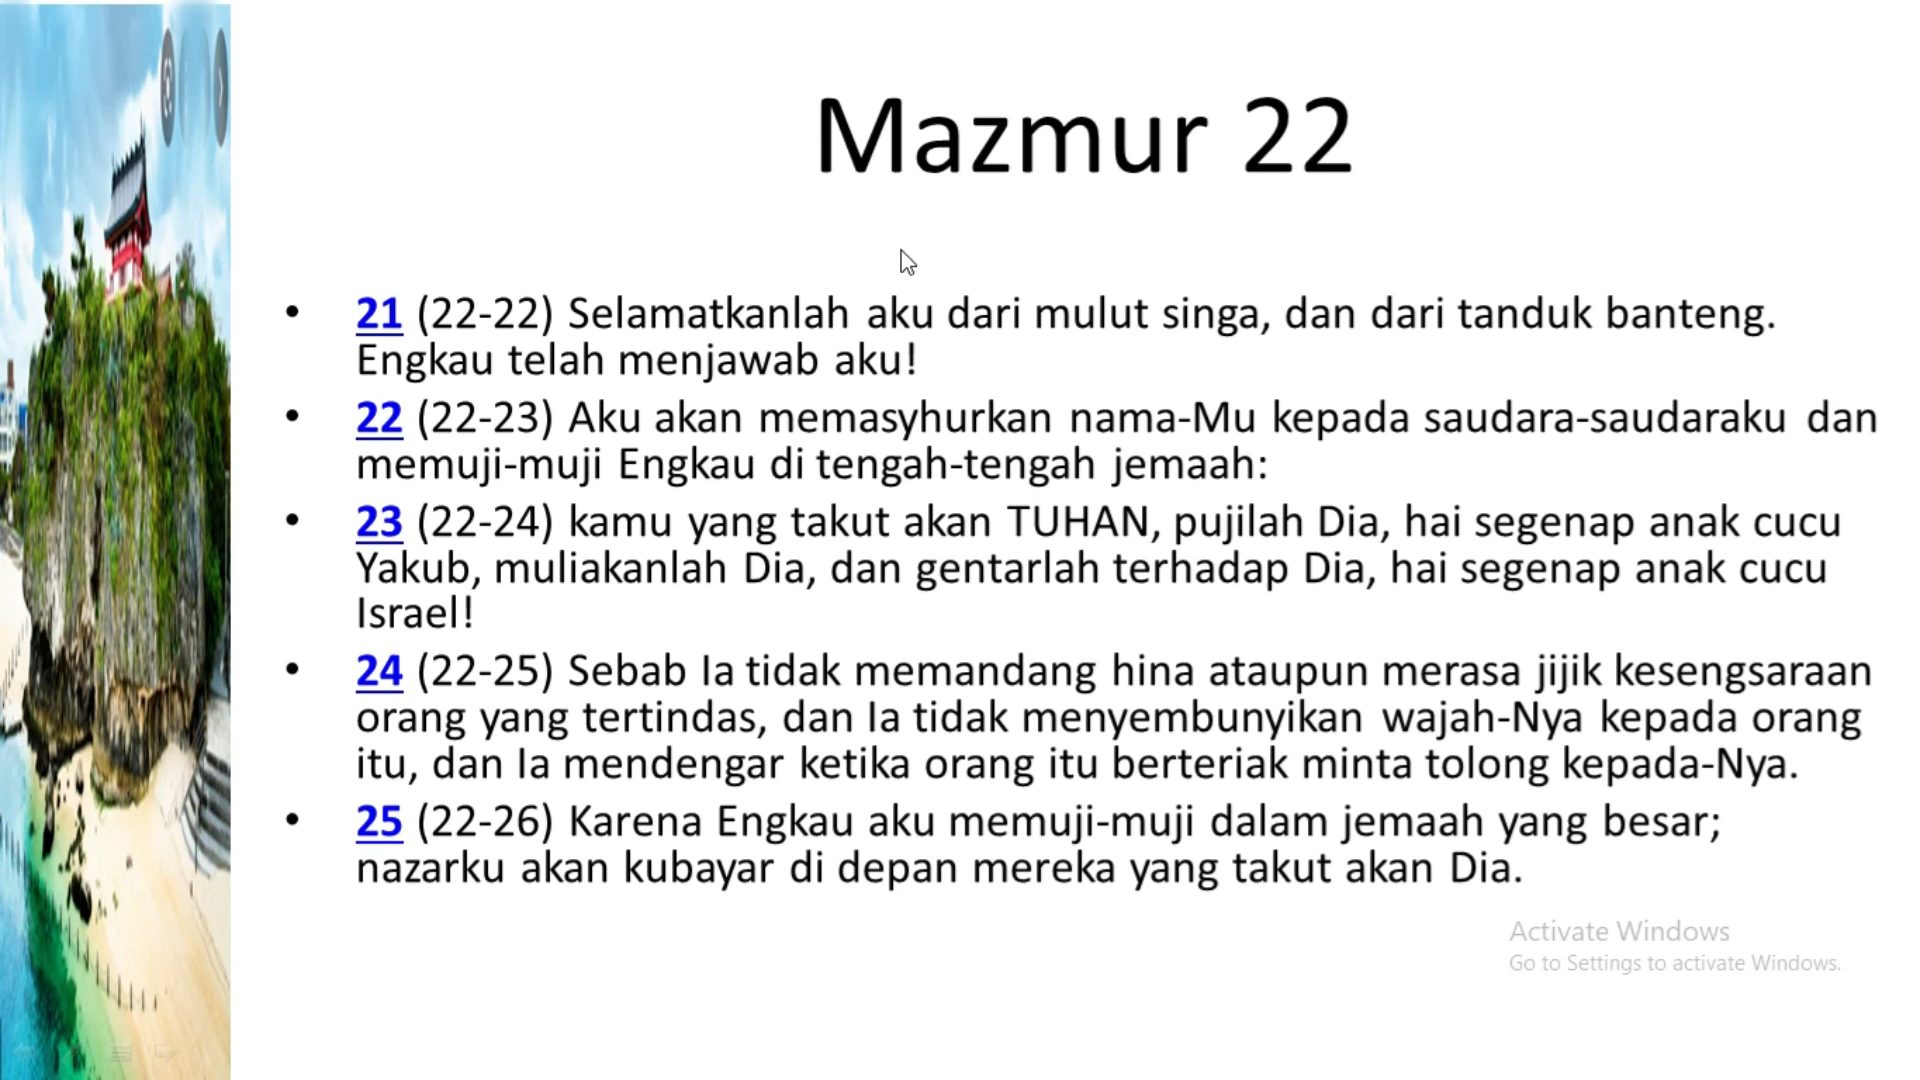 Mazmur 22
• 21 (22-22) Selamatkanlah aku dari mulut singa, dan dari tanduk banteng.
Engkau telah menjawab aku!
• 22 (22-23) Aku akan memasyhurkan nama-Mu kepada saudara-saudaraku dan
memuji-muji Engkau di tengah-tengah jemaah:
• 23 (22-24) kamu yang takut akan TUHAN, pujilah Dia, hai segenap anak cucu
Yakub, muliakanlah Dia, dan gentarlah terhadap Dia, hai segenap anak cucu
Israel!
• 24 (22-25) Sebab Ia tidak memandang hina ataupun merasa jijik kesengsaraan
orang yang tertindas, dan Ia tidak menyembunyikan wajah-Nya kepada orang
itu, dan Ia mendengar ketika orang itu berteriak minta tolong kepada-Nya.
• 25 (22-26) Karena Engkau aku memuji-muji dalam jemaah yang besar;
nazarku akan kubayar di depan mereka yang takut akan Dia.
Activate Windows
Go to Settings to activate Windows.